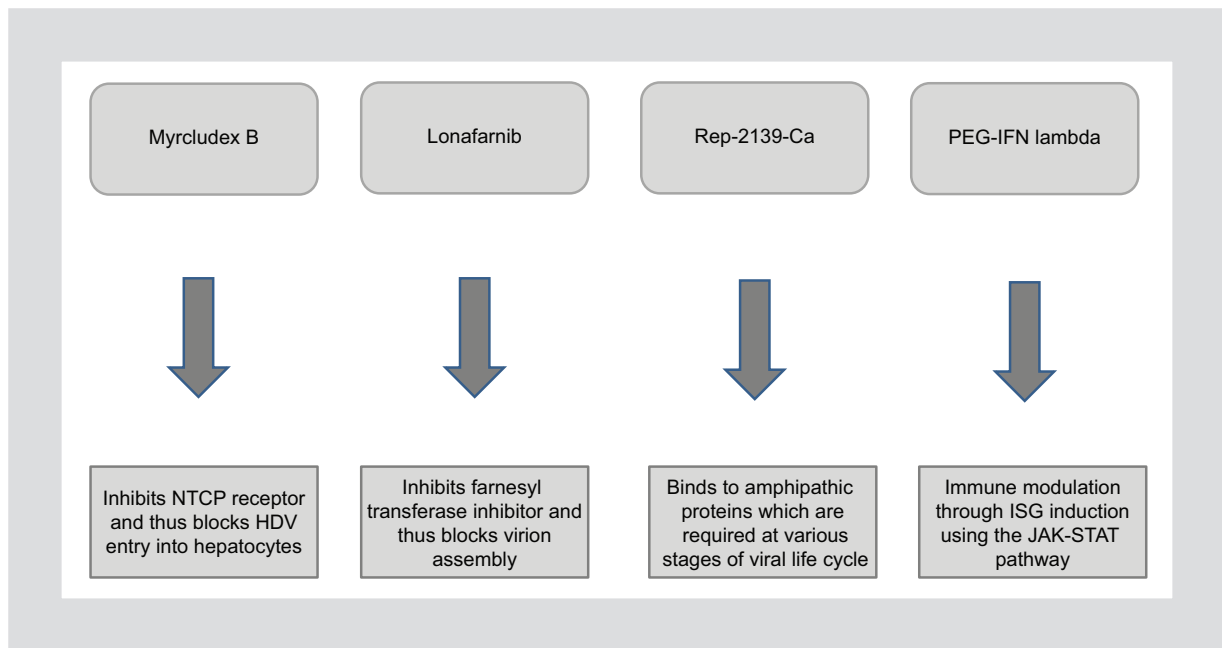 Myrcludex B
Lonafarnib
Rep-2139-Ca
PEG-IFN lambda
Inhibits NTCP receptor
and thus blocks HDV
entry into hepatocytes
Inhibits farnesyl
transferase inhibitor and
thus blocks virion
assembly
Binds to amphipathic
proteins which are
required at various
stages of viral life cycle
Immune modulation
through ISG induction
using the JAK-STAT
pathway